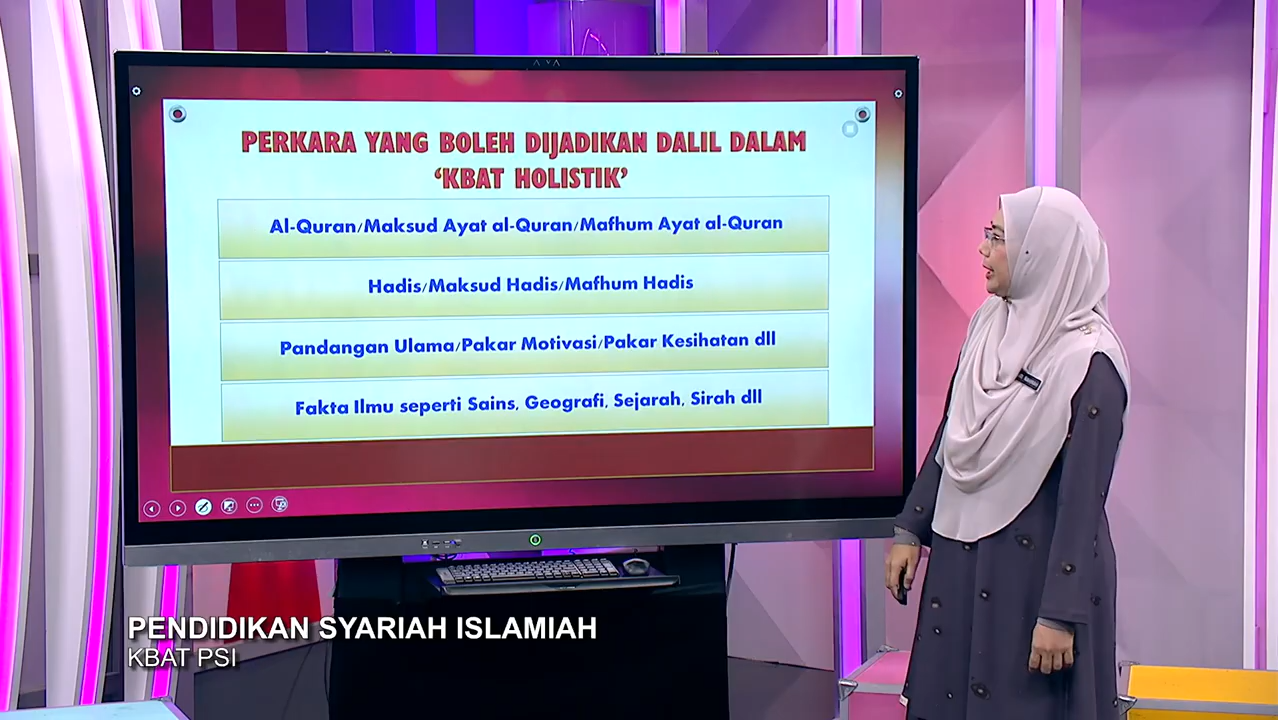 AVA
PERKARA YANG BOLEH DIJADIKAN DALIL DALAM
‘KBAT HOLISTIK’
Al-Quran/Maksud Ayat al-Quran/Mafhum Ayat al-Quran
Hadis/Maksud Hadis/Mafhum Hadis
Pandangan Ulama/Pakar Motivasi/Pakar Kesihatan dll
Fakta Ilmu seperti Sains, Geografi, Sejarah, Sirah dll
PENDIDIKAN SYARIAH ISLAMIAH
KBAT PSI